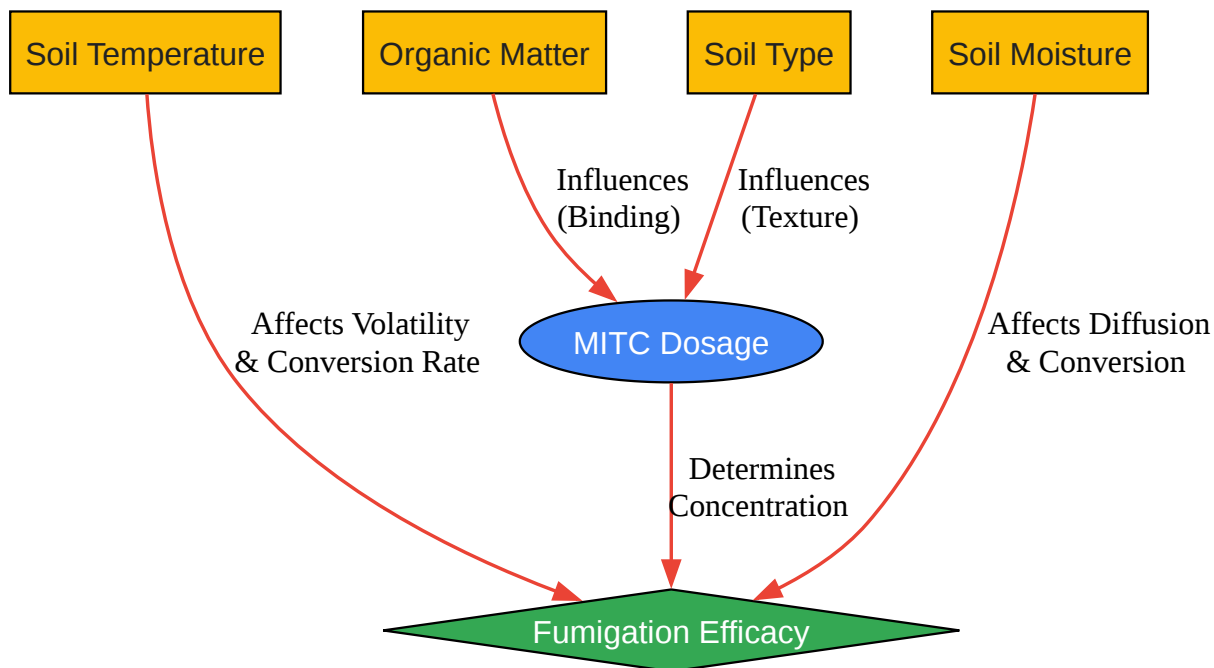 Soil Temperature
Organic Matter
Soil Type
Soil Moisture
Influences
(Binding)
Influences
(Texture)
Affects Volatility
& Conversion Rate
MITC Dosage
Affects Diffusion
& Conversion
Determines
Concentration
Fumigation Efficacy